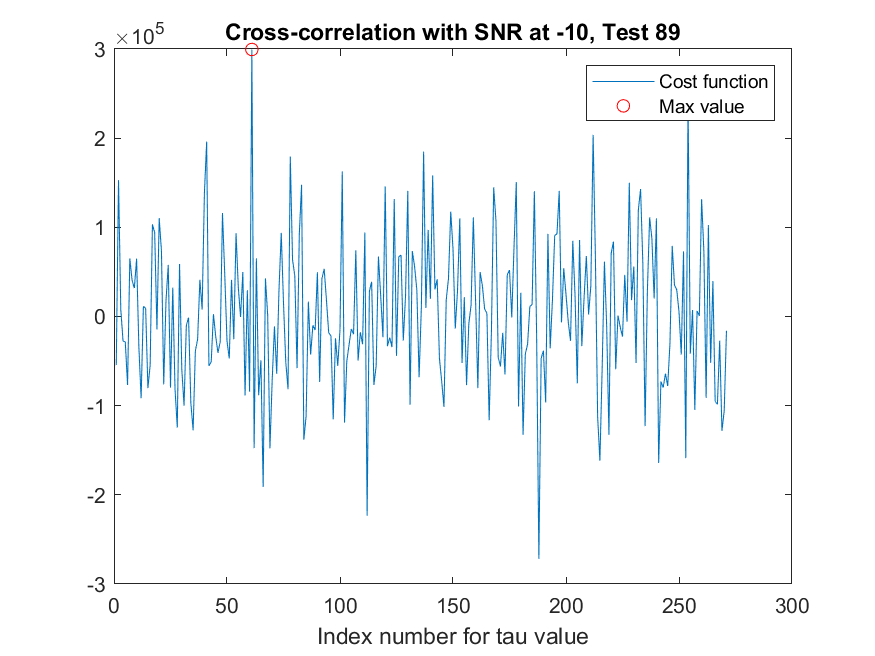 Cross-correlation with SNR at -10, Test 89
×10^5
3
2
1
0
-1
-2
-3
0 50 100 150 200 250 300
Index number for tau value
Cost function
Max value